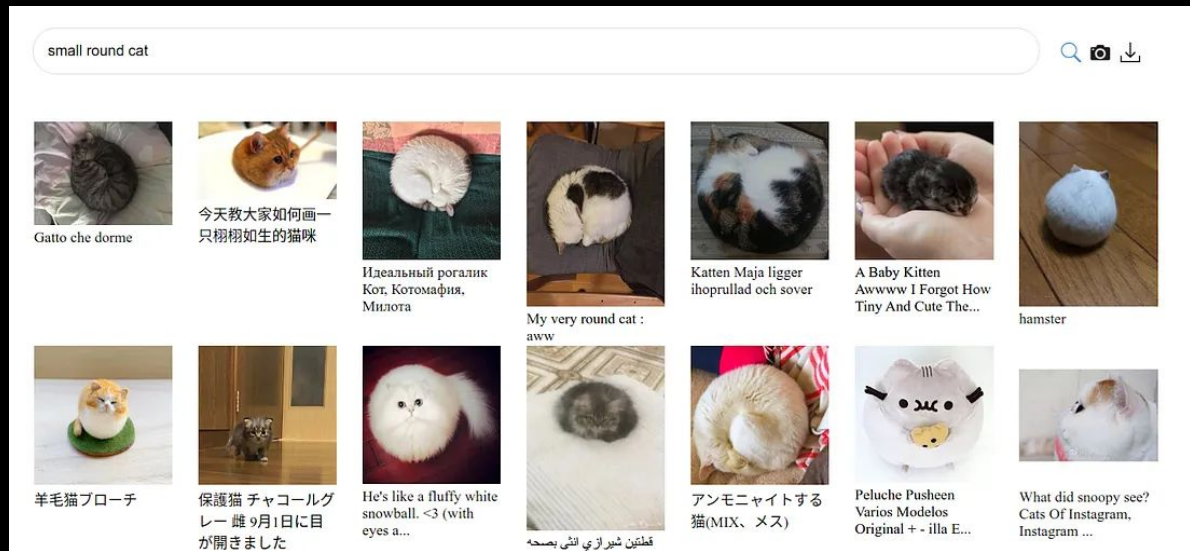 small round cat
Gatto che dorme
今天教大家如何画一
只栩栩如生的猫咪
Идеальный рогалик
Кот, Котомафия,
Милота
My very round cat :
aww
Katten Maja ligger
ihoprullad och sover
A Baby Kitten
Awwww I Forgot How
Tiny And Cute The...
hamster
羊毛猫ブローチ
保護猫 チャコールグ
レー 雌 9月1日に目
が開きました
He's like a fluffy white
snowball. <3 (with
eyes a...
قطتين شيرازي انثى بصحه
アンモニャイトする
猫(MIX、メス)
Peluche Pusheen
Varios Modelos
Original + - illa E...
What did snoopy see?
Cats Of Instagram,
Instagram ...